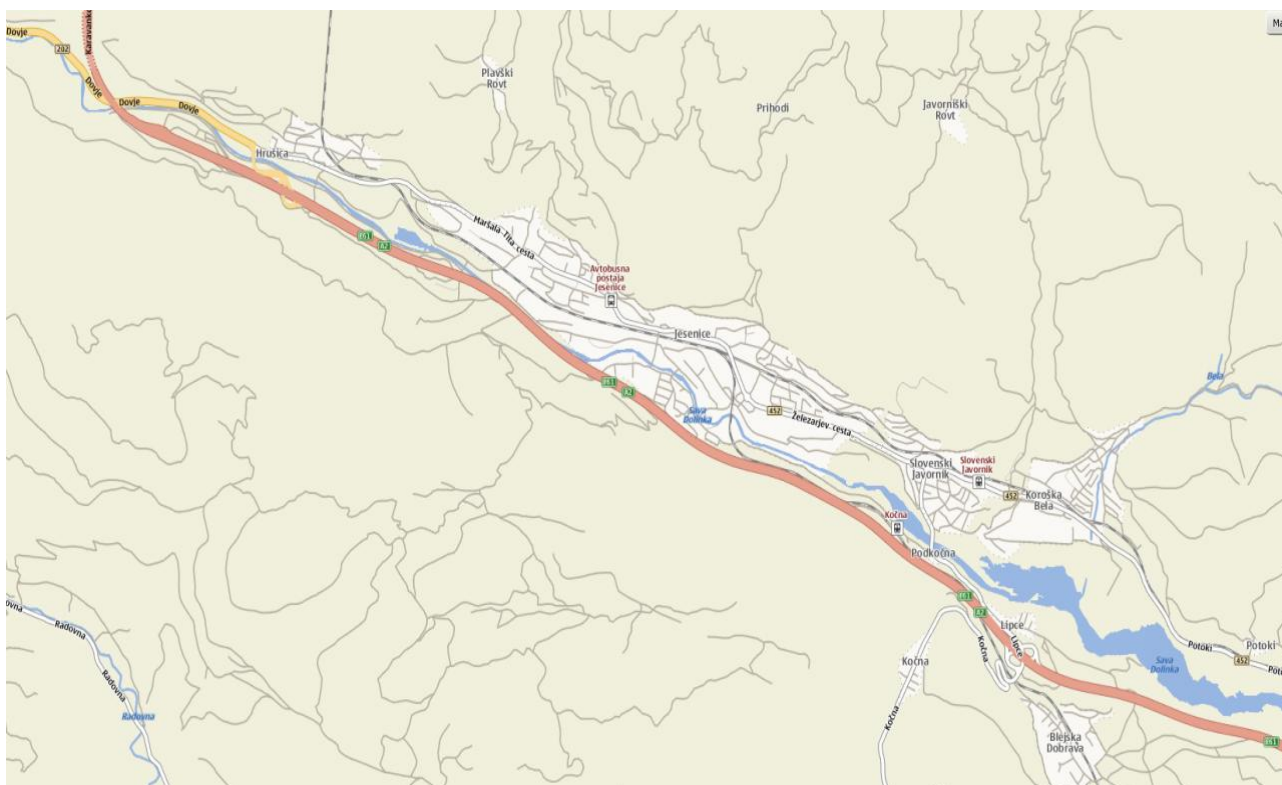 Dovje
Karavanke
Ma
202
Dovje
Dovje
Dovje
Plavški
Rovt
Prihodi
Javorniški
Rovt
Hrušica
Maršala Tita cesta
E61
A2
Avtobusna
postaja
Jesenice
Jesenice
Bela
E61
A2
Sava
Dolinka
452
Železarjev cesta
Slovenski
Javornik
Slovenski
Javornik
452
Koroška
Bela
Kočna
Podkočna
E61
A2
Radovna
Radovna
Radovna
Lipce
Lipce
Kočna
Kočna
Kočna
Potoki
Potoki
452
Sava
Dolinka
Blejska
Dobrava
E61